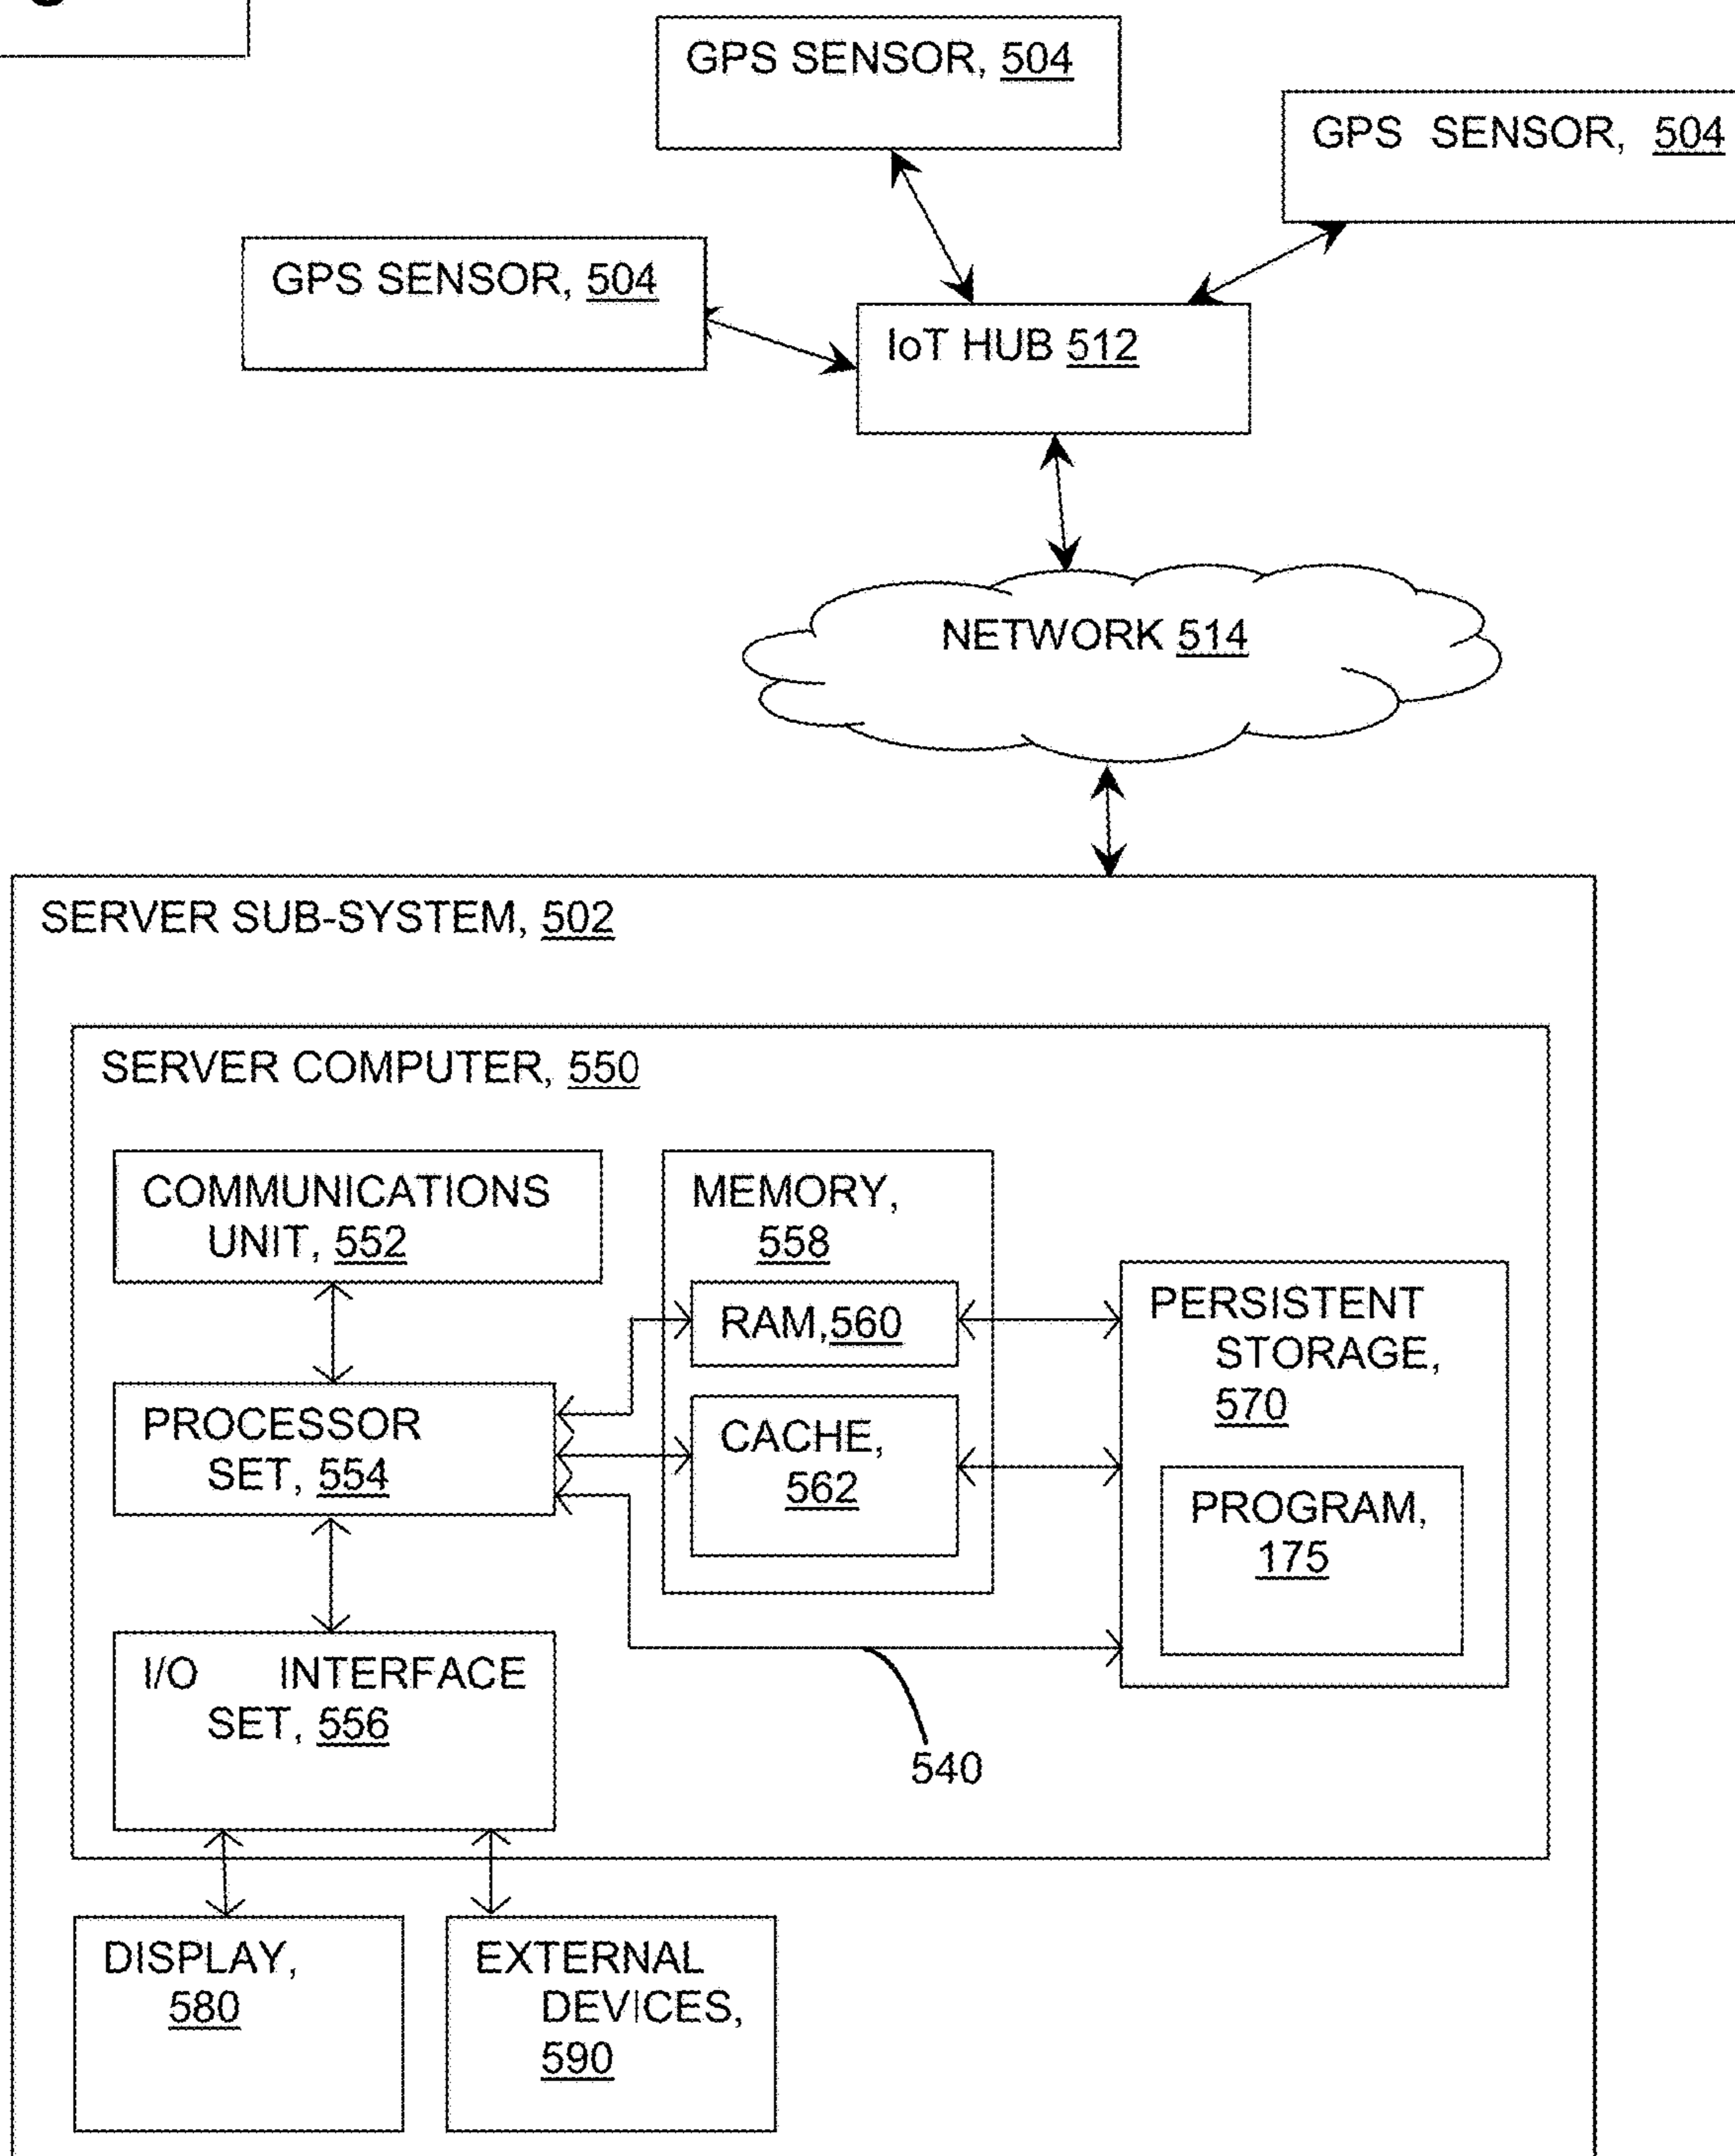 GPS SENSOR, 504
GPS SENSOR, 504
GPS SENSOR, 504
IoT HUB 512
NETWORK 514
SERVER SUB-SYSTEM, 502
SERVER COMPUTER, 550
COMMUNICATIONS
UNIT, 552
MEMORY,
558
RAM,560
CACHE,
562
PERSISTENT
STORAGE,
570
PROGRAM,
175
PROCESSOR
SET, 554
I/O INTERFACE
SET, 556
540
DISPLAY,
580
EXTERNAL
DEVICES,
590